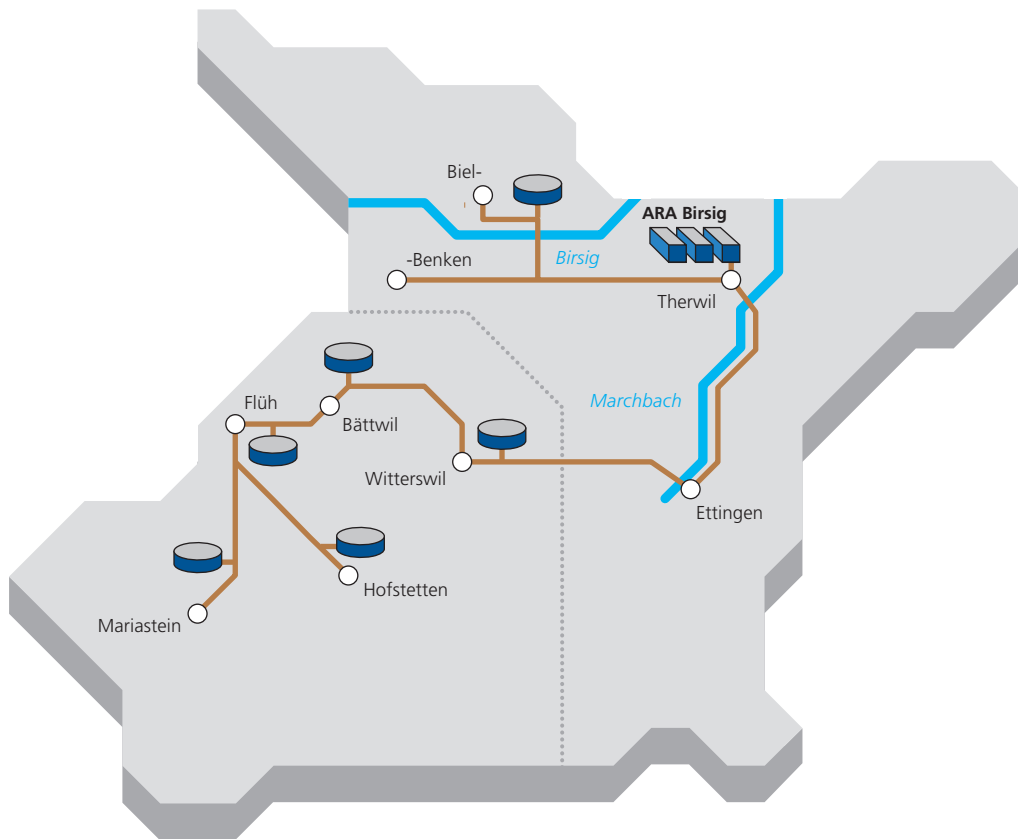 Biel-
ARA Birsig
-Benken
Birsig
Therwil
Flüh
Bättwil
Marchbach
Witterswil
Ettingen
Hofstetten
Mariastein